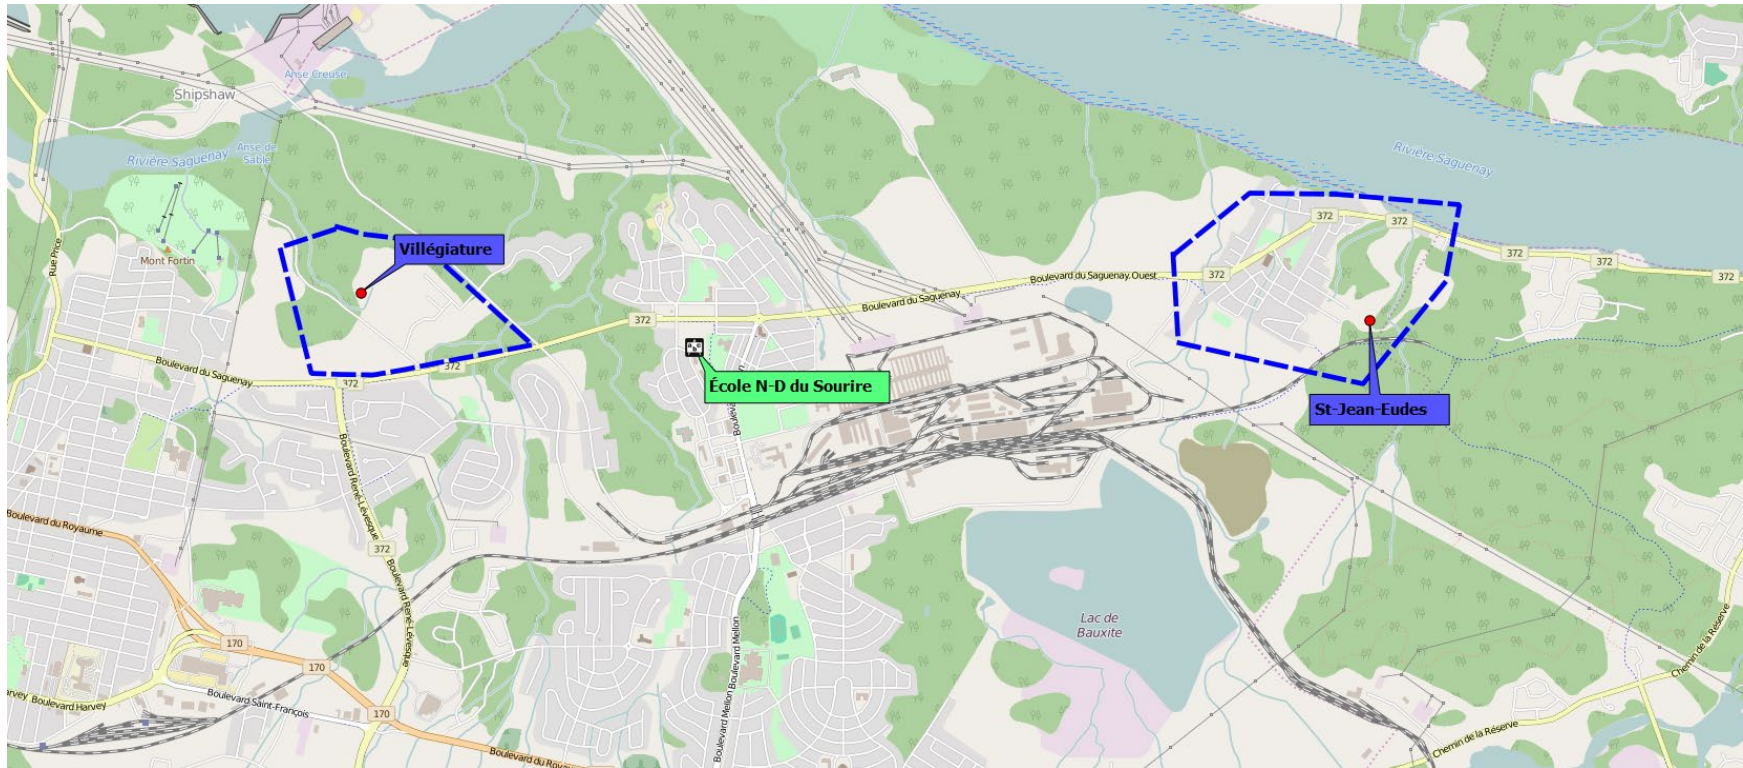 Anse Creuse
Shipshaw
Rivière Saguenay
Anse de
Sable
Rivière Saguenay
Mont Fortin
Rue Price
Villégiature
372
372
372
372
372
372
Boulevard du Saguenay Ouest
Boulevard du Saguenay
372
École N-D du Sourire
Boulevard du Saguenay
372
372
St-Jean-Eudes
Boulevard René-Lévesque
372
Boulevard René-Lévesque
Boulevard du Royaume
170
170
170
Boulevard Saint-François
Boulevard Harvey
Boulevard Mellon
Boulevard Mellon
Lac de
Bauxite
Chemin de la Réserve
Chemin de la Réserve